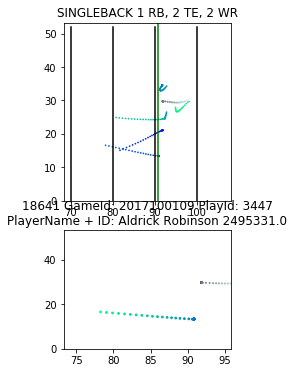 SINGLEBACK 1 RB, 2 TE, 2 WR
50
40
30
20
10
0
70 80 90 100
18641 GameId: 2017100109 PlayId: 3447
PlayerName + ID: Aldrick Robinson 2495331.0
40
20
0
75 80 85 90 95